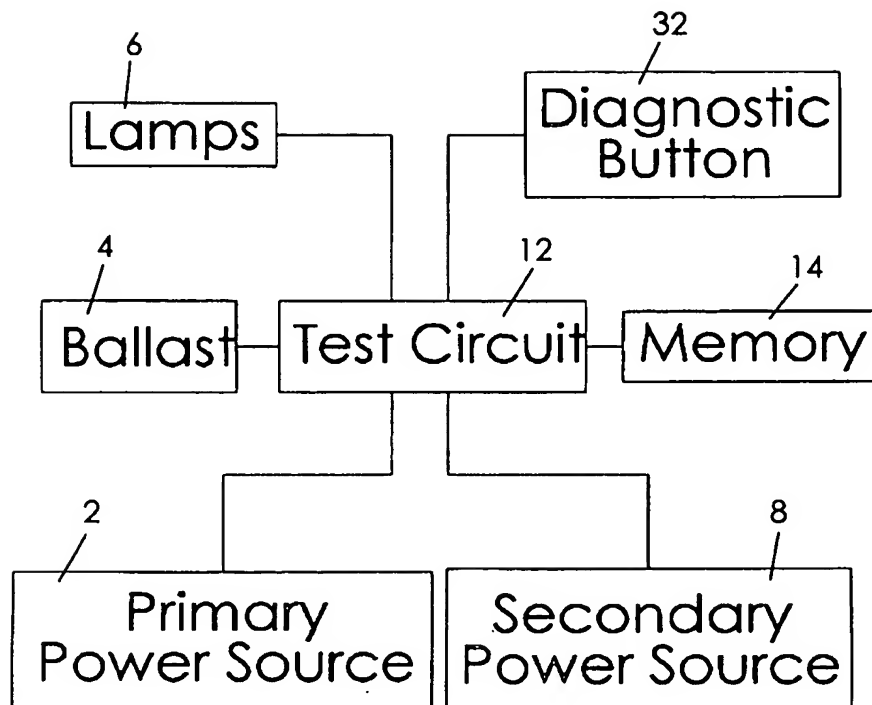 6
32
Lamps
Diagnostic
Button
4
12
14
Ballast
Test Circuit
Memory
2
8
Primary
Power Source
Secondary
Power Source